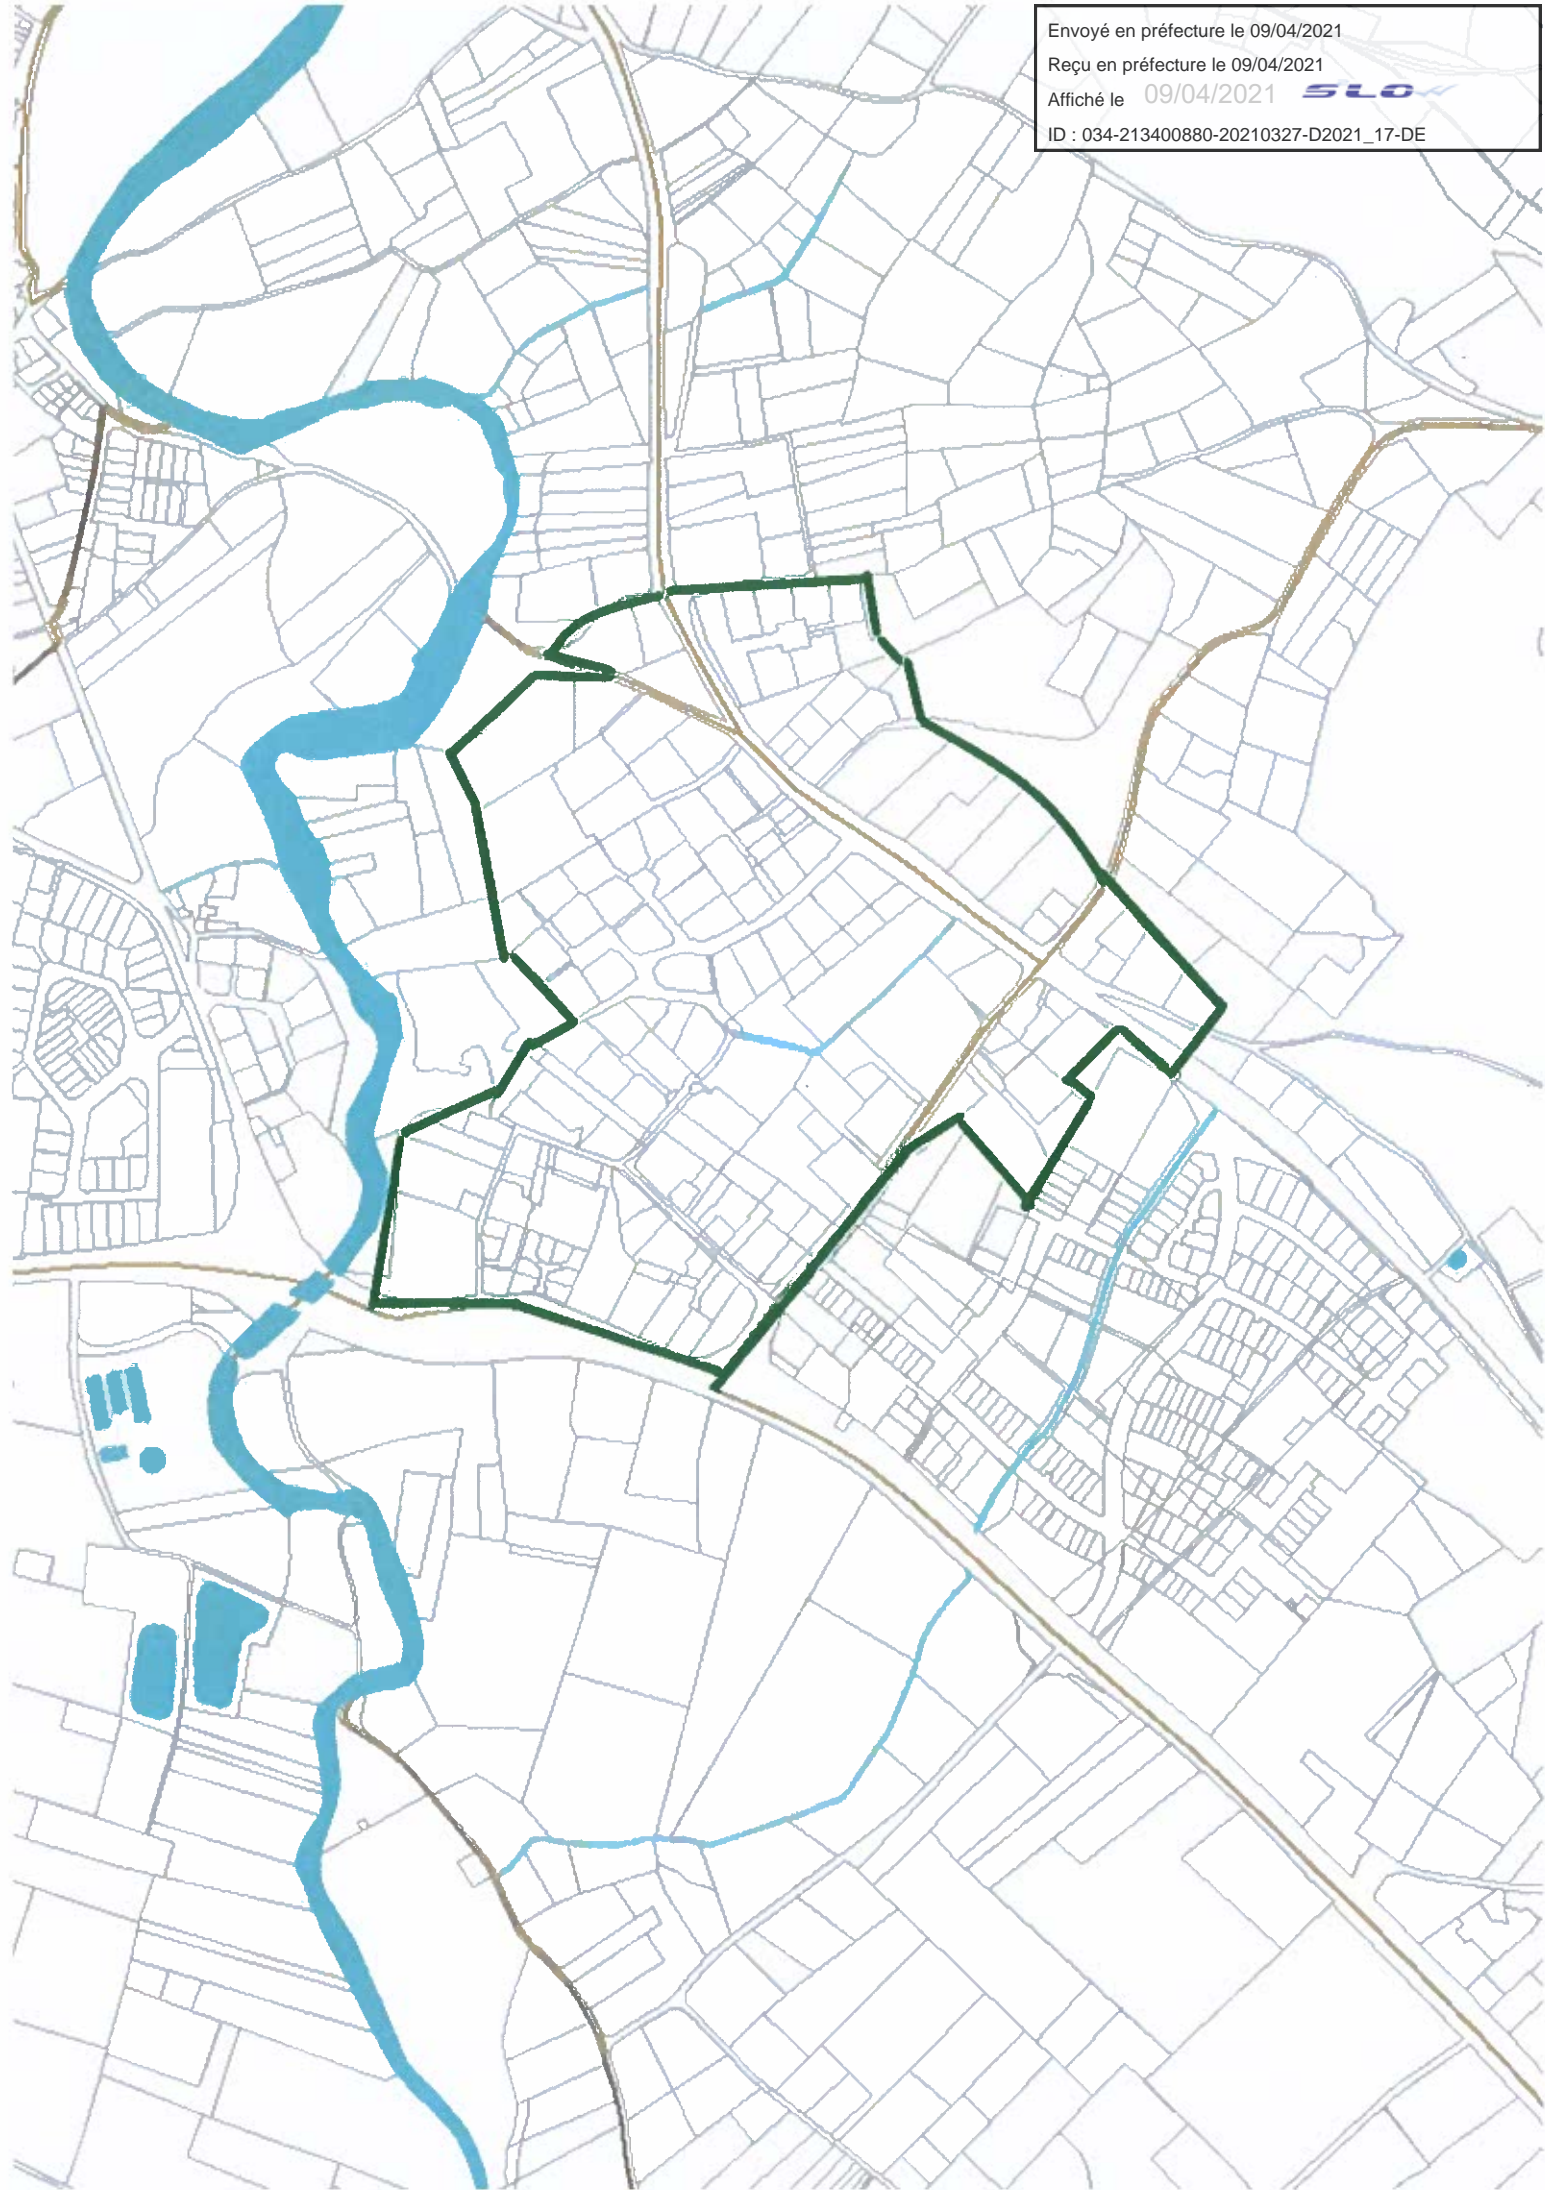 Envoyé en préfecture le 09/04/2021
Reçu en préfecture le 09/04/2021
Affiché le 09/04/2021 SLO
ID : 034-213400880-20210327-D2021_17-DE